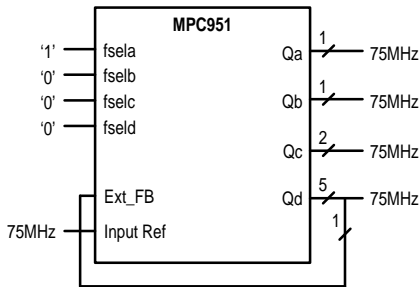 MPC951
'1' fsela Qa 1 75MHz
'0' fselb Qb 1 75MHz
'0' fselc Qc 2 75MHz
'0' fseld
Ext_FB Qd 5 75MHz
75MHz Input Ref 1